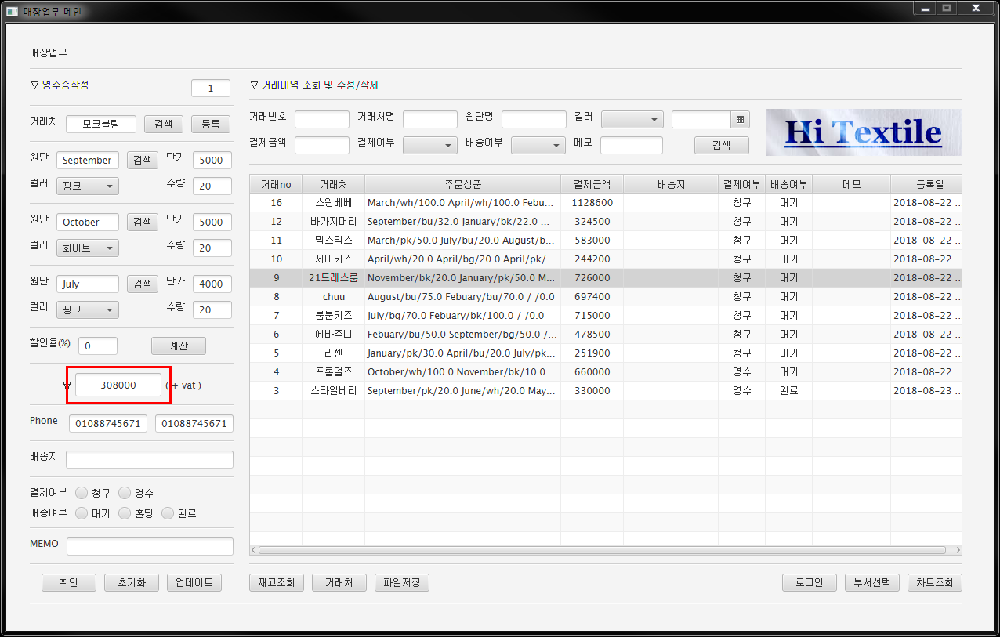 매장업무 메인
매장업무
▽ 영수증작성 1
거래처 모코블링 검색 등록
원단 September 검색 단가 5000
컬러 핑크 수량 20
원단 October 검색 단가 5000
컬러 화이트 수량 20
원단 July 검색 단가 4000
컬러 핑크 수량 20
할인율(%) 0 계산
₩ 308000 ( + vat )
Phone 01088745671 01088745671
배송지
결제여부 청구 영수
배송여부 대기 홀딩 완료
MEMO
확인 초기화 업데이트
▽ 거래내역 조회 및 수정/삭제
거래번호 거래처명 원단명 컬러
결제금액 결제여부 배송여부 메모 검색
Hi Textile
거래no 거래처 주문상품 결제금액 배송지 결제여부 배송여부 메모 등록일
16 스윙베베 March/wh/100.0 April/wh/100.0 Febu... 1128600 청구 대기 2018-08-22 ..
12 바가지머리 September/bu/32.0 January/bk/22.0 ... 324500 청구 대기 2018-08-22 ..
11 믹스믹스 March/pk/50.0 July/bu/20.0 August/b... 583000 청구 대기 2018-08-22 ..
10 제이키즈 April/wh/20.0 April/bg/20.0 April/pk/... 244200 청구 대기 2018-08-22 ..
9 21드레스룸 November/bk/20.0 January/pk/50.0 M... 726000 청구 대기 2018-08-22 ..
8 chuu August/bu/75.0 Febuary/bu/70.0 / /0.0 697400 청구 대기 2018-08-22 ..
7 붐붐키즈 July/bg/70.0 Febuary/bk/100.0 / /0.0 715000 청구 대기 2018-08-22 ..
6 에바주니 Febuary/bu/50.0 September/bg/50.0 /... 478500 청구 대기 2018-08-22 ..
5 리센 January/pk/30.0 April/bu/20.0 July/pk... 251900 청구 대기 2018-08-22 ..
4 프롬걸즈 October/wh/100.0 November/bk/10.0... 660000 영수 대기 2018-08-22 ..
3 스타일베리 September/pk/20.0 June/wh/20.0 May... 330000 영수 완료 2018-08-23 ..
재고조회 거래처 파일저장 로그인 부서선택 차트조회